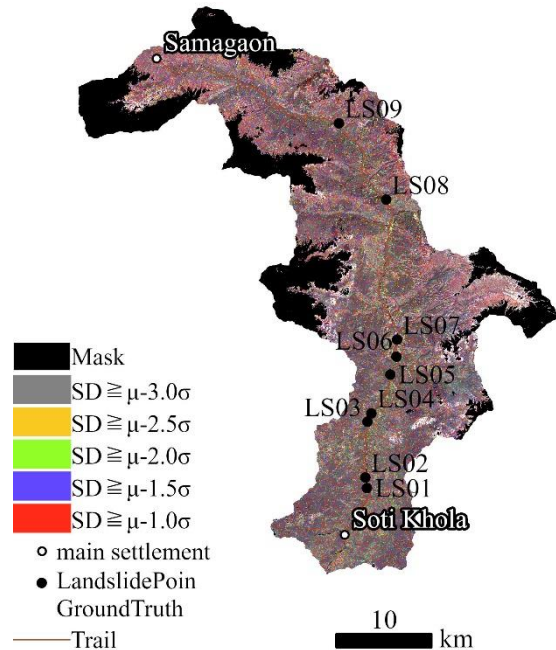 Samagaon
LS09
LS08
LS07
LS06
LS05
LS04
LS03
LS02
LS01
Soti Khola
Mask
SD ≧ μ-3.0σ
SD ≧ μ-2.5σ
SD ≧ μ-2.0σ
SD ≧ μ-1.5σ
SD ≧ μ-1.0σ
main settlement
LandslidePoin
GroundTruth
Trail
10
km